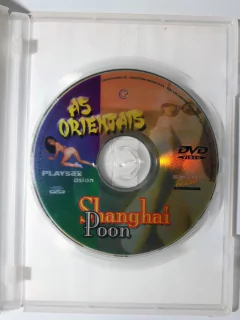 AS
ORIENTAIS
DVD
VIDEO
PLAYSEX
asian
Shanghai
Poon